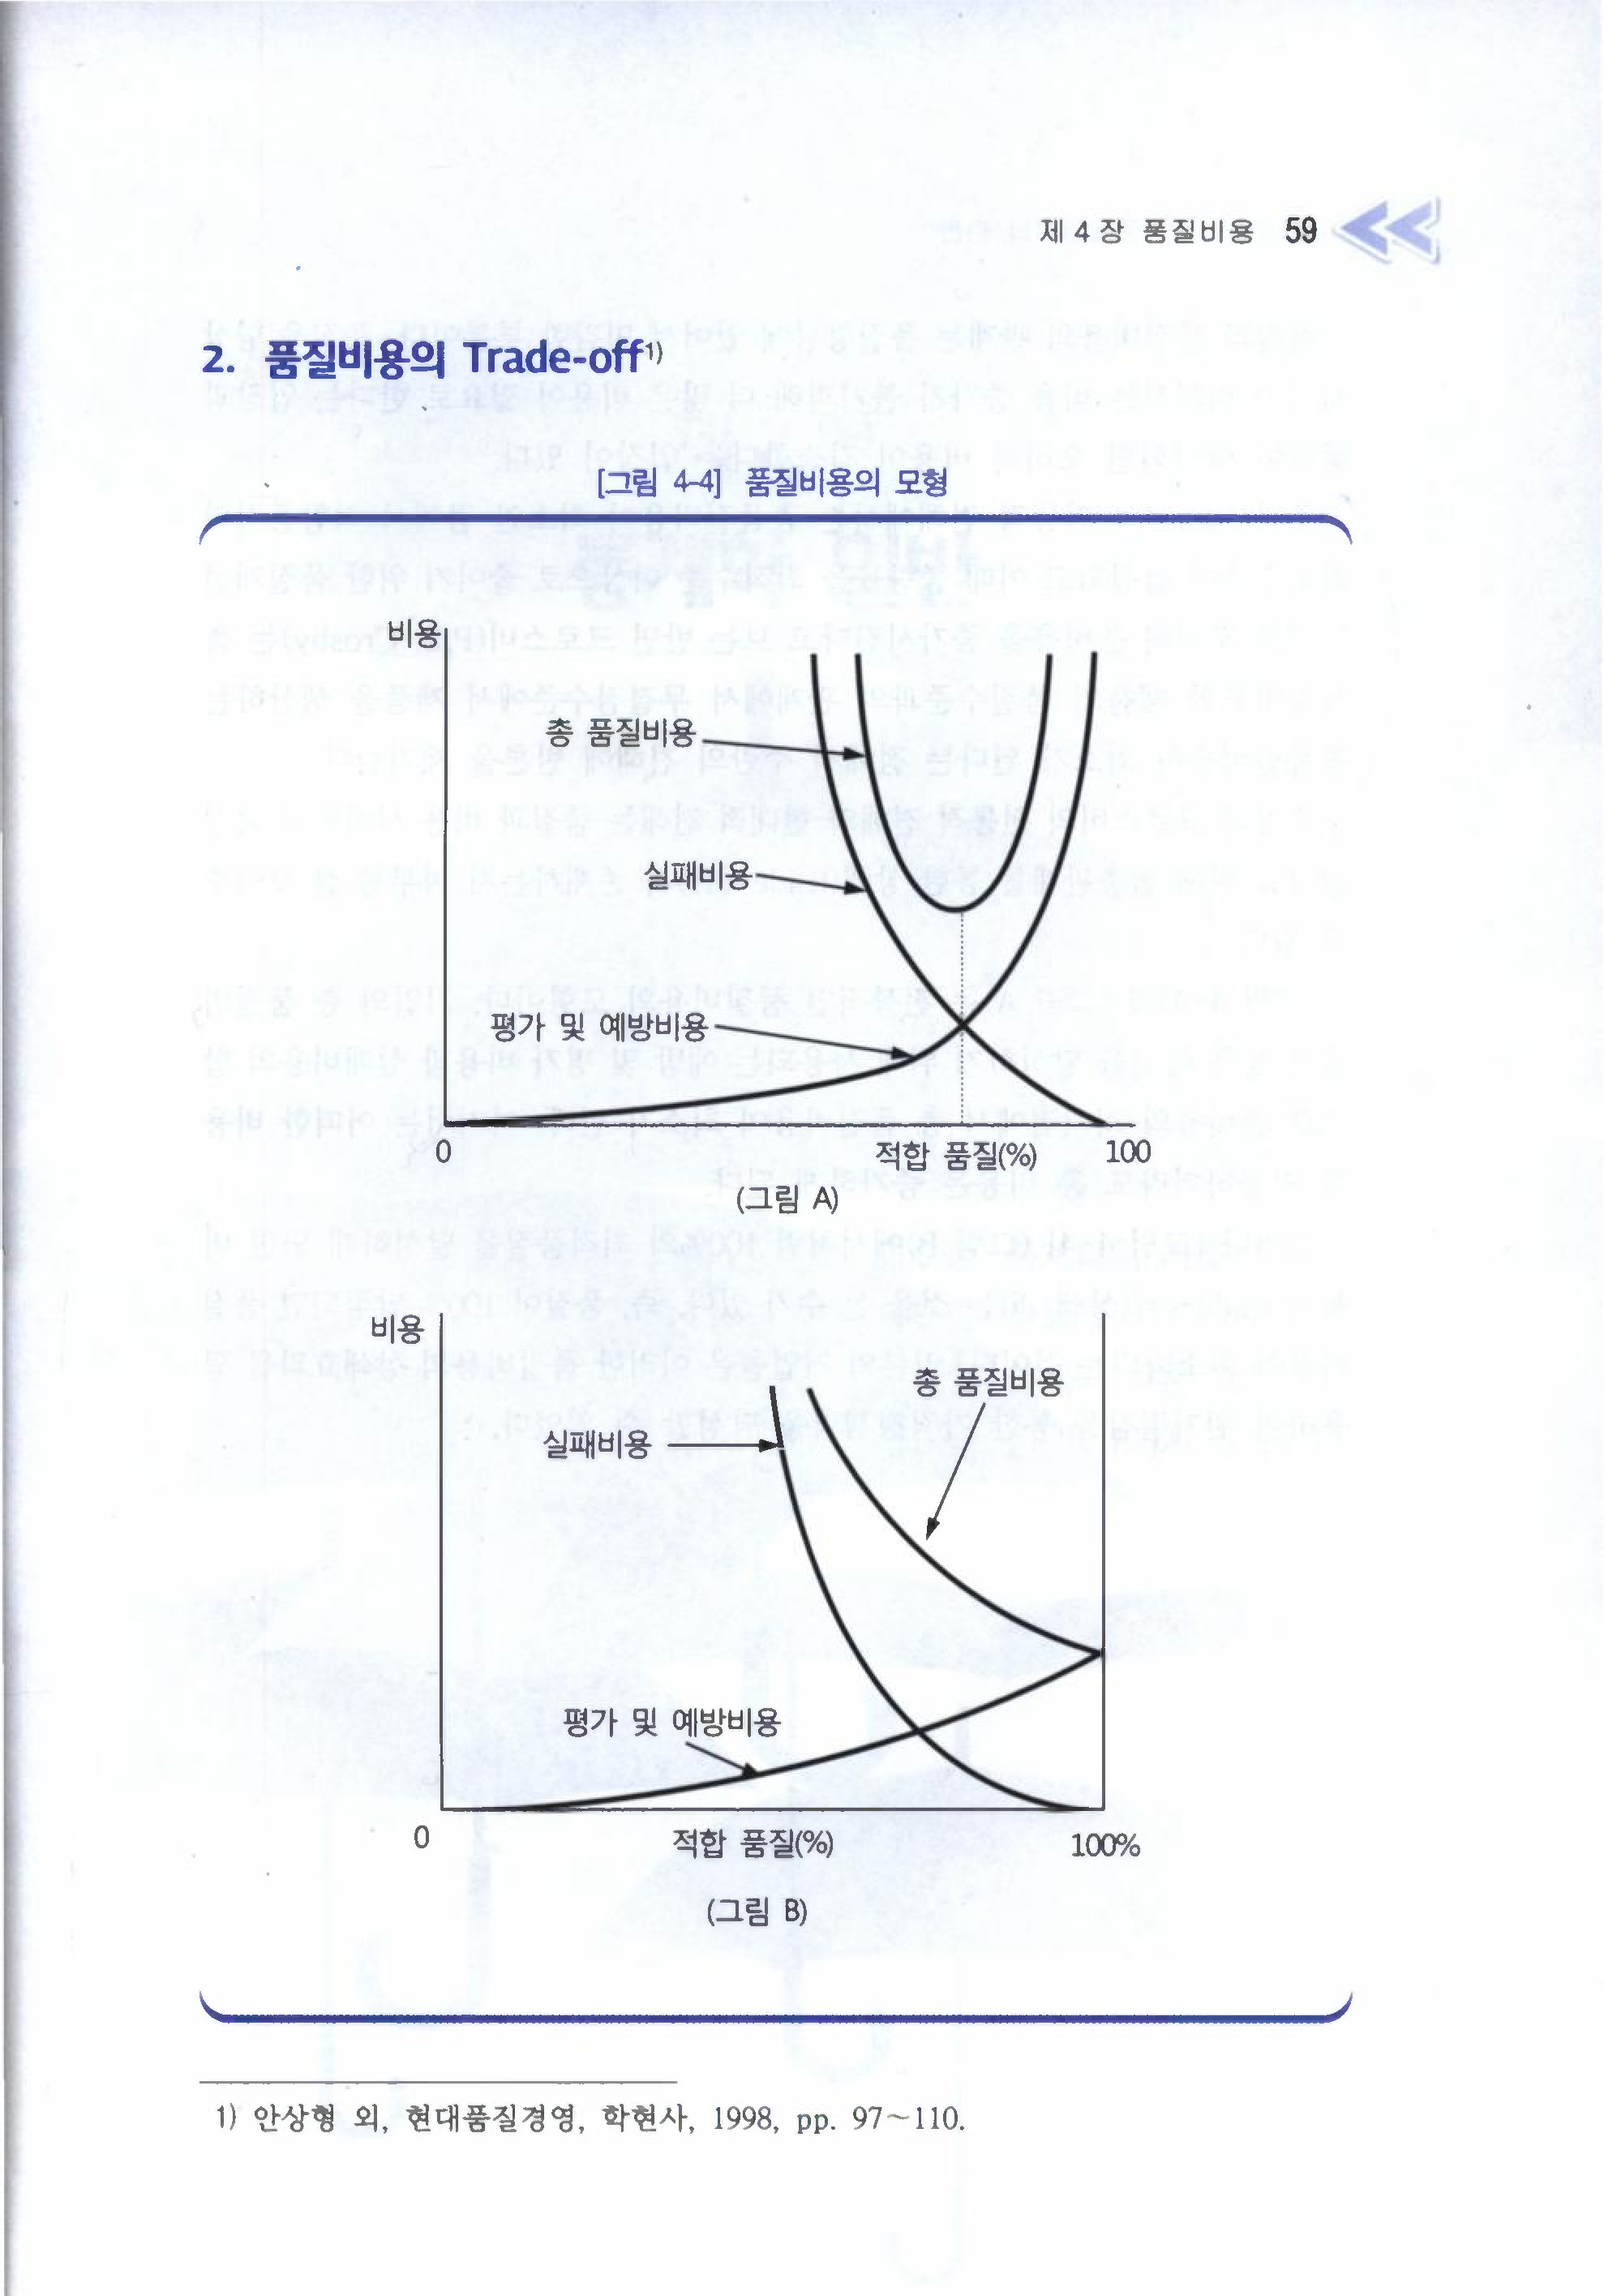 제 4 장 품질비용 59
2. 품질비용의 Trade-off1)
[그림 4-4] 품질비용의 모형
비용
총 품질비용
실패비용
평가 및 예방비용
0 적합 품질(%) 100
(그림 A)
비용
총 품질비용
실패비용
평가 및 예방비용
0 적합 품질(%) 100%
(그림 B)
1) 안상형 외, 현대품질경영, 학현사, 1998, pp. 97~110.